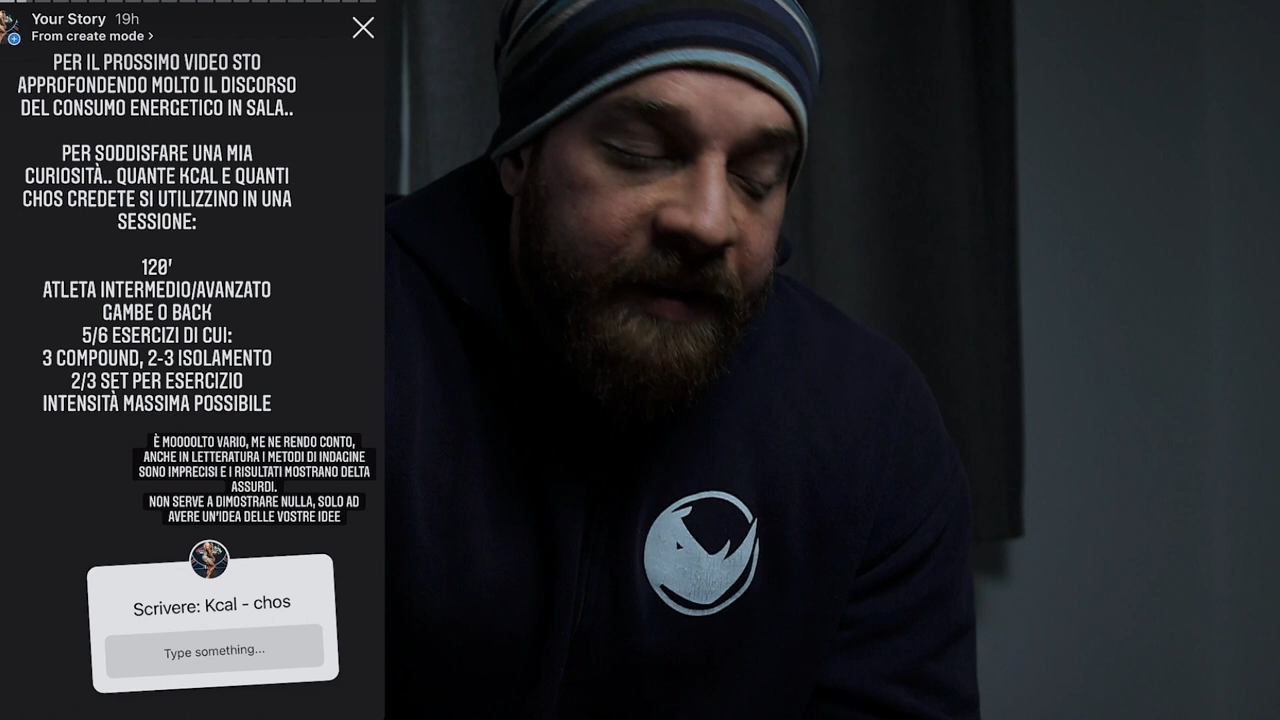 Your Story 19h
From create mode ›
PER IL PROSSIMO VIDEO STO
APPROFONDENDO MOLTO IL DISCORSO
DEL CONSUMO ENERGETICO IN SALA..
PER SODDISFARE UNA MIA
CURIOSITÀ.. QUANTE KCAL E QUANTI
CHOS CREDETE SI UTILIZZINO IN UNA
SESSIONE:
120'
ATLETA INTERMEDIO/AVANZATO
GAMBE O BACK
5/6 ESERCIZI DI CUI:
3 COMPOUND, 2-3 ISOLAMENTO
2/3 SET PER ESERCIZIO
INTENSITÀ MASSIMA POSSIBILE
È MOOOOLTO VARIO, ME NE RENDO CONTO,
ANCHE IN LETTERATURA I METODI DI INDAGINE
SONO IMPRECISI E I RISULTATI MOSTRANO DELTA
ASSURDI.
NON SERVE A DIMOSTRARE NULLA, SOLO AD
AVERE UN'IDEA DELLE VOSTRE IDEE
Scrivere: Kcal - chos
Type something...